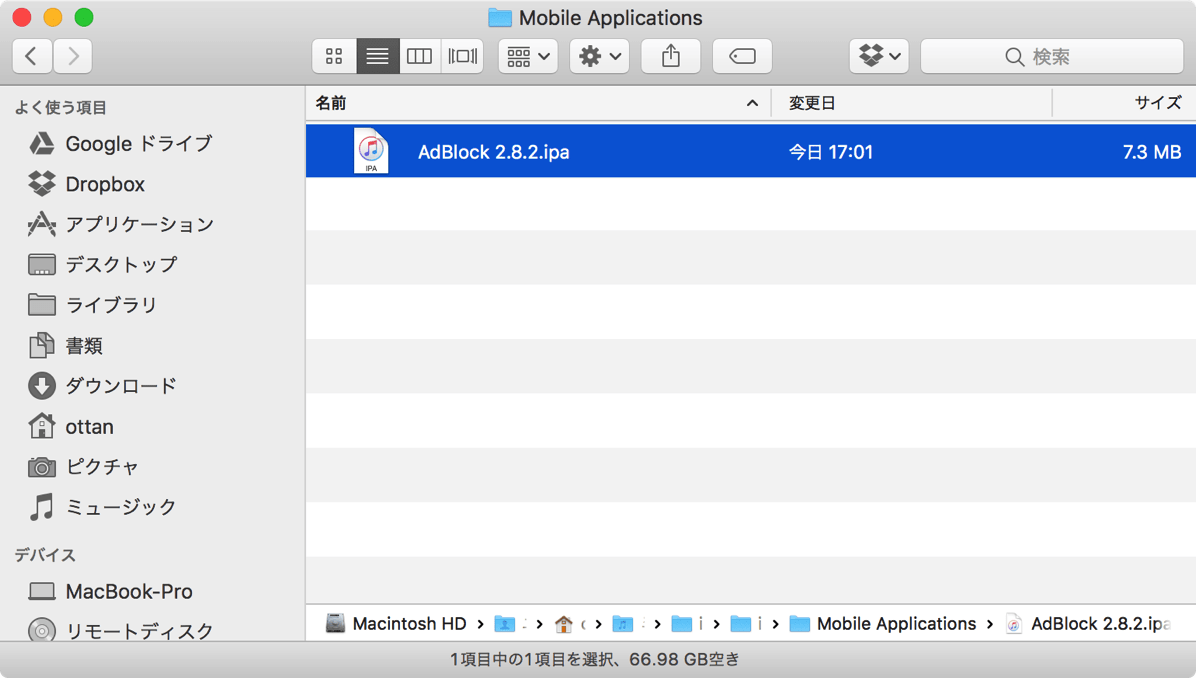 Mobile Applications
検索
よく使う項目
Google ドライブ
Dropbox
アプリケーション
デスクトップ
ライブラリ
書類
ダウンロード
ottan
ピクチャ
ミュージック
デバイス
MacBook-Pro
リモートディスク
名前 変更日 サイズ
IPA AdBlock 2.8.2.ipa 今日 17:01 7.3 MB
Macintosh HD › › › › › › Mobile Applications › AdBlock 2.8.2.ipa
1項目中の1項目を選択、66.98 GB空き